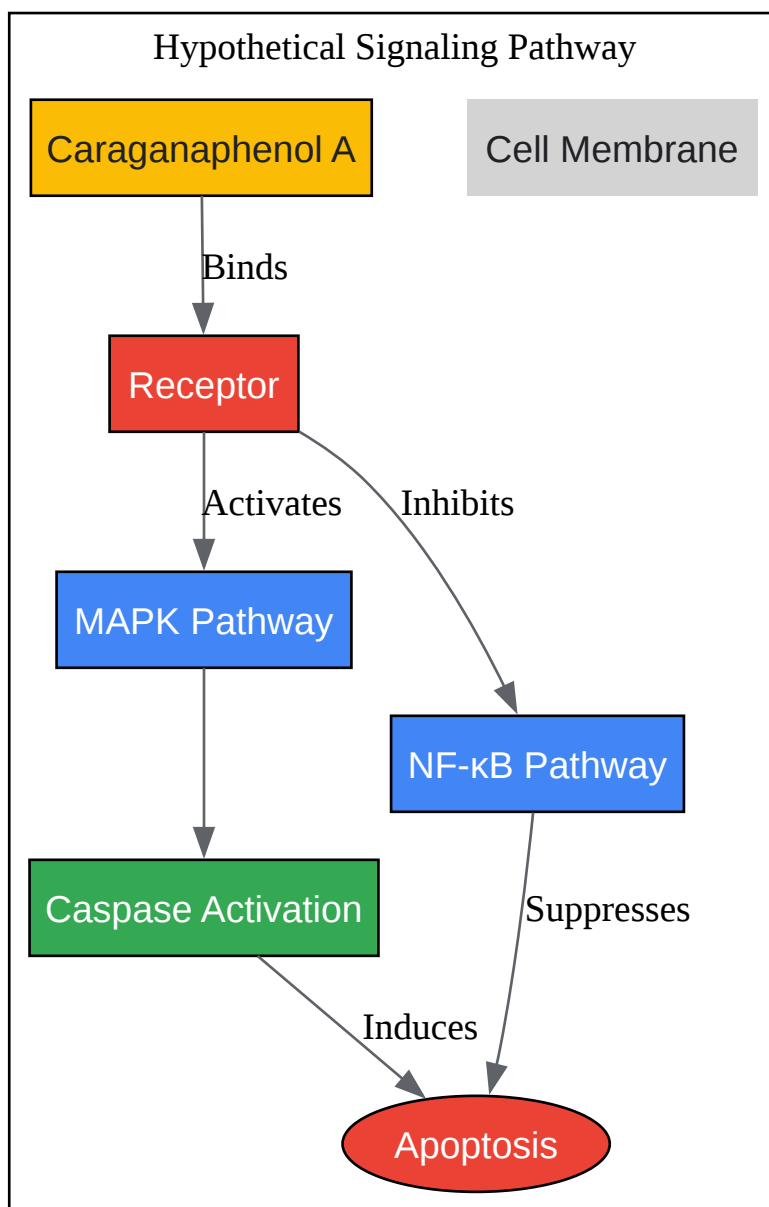 Hypothetical Signaling Pathway
Caraganaphenol A
Cell Membrane
Binds
Receptor
Activates
Inhibits
MAPK Pathway
NF-κB Pathway
Caspase Activation
Suppresses
Induces
Apoptosis